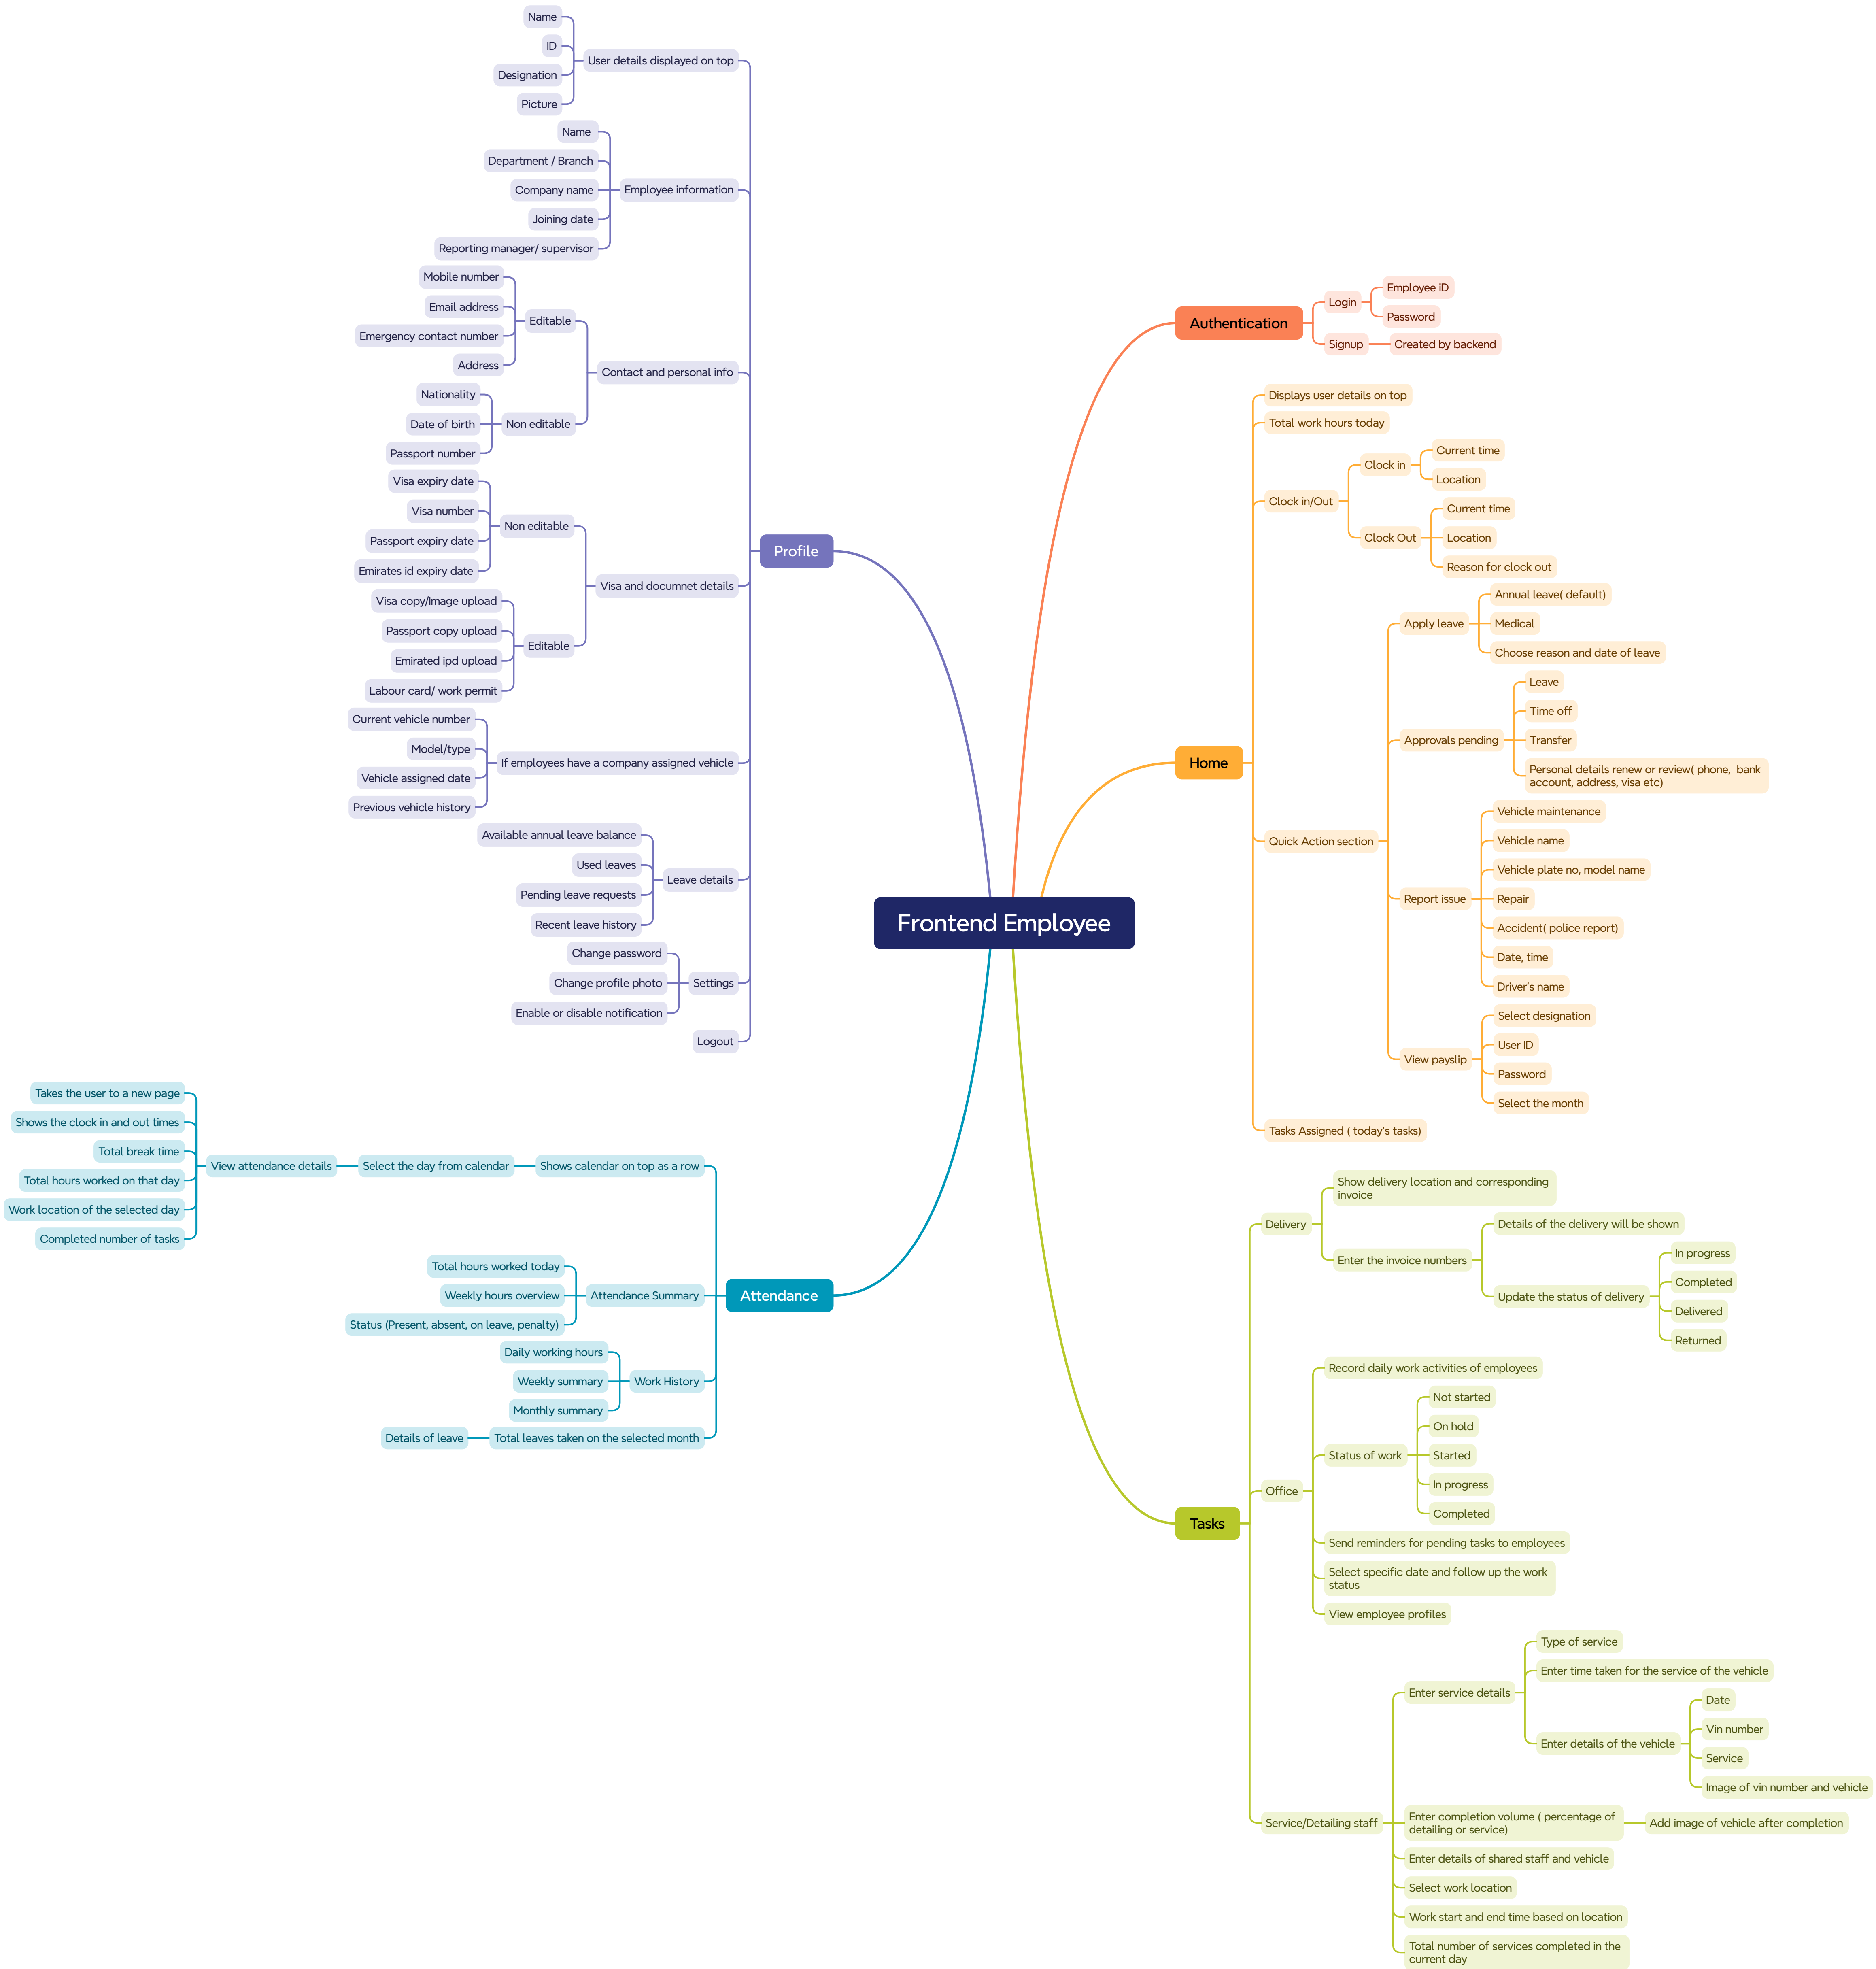 Frontend Employee
Authentication
Login
Employee iD
Password
Signup
Created by backend
Home
Displays user details on top
Total work hours today
Clock in/Out
Clock in
Current time
Location
Clock Out
Current time
Location
Reason for clock out
Quick Action section
Apply leave
Annual leave( default)
Medical
Choose reason and date of leave
Approvals pending
Leave
Time off
Transfer
Personal details renew or review( phone,  bank
account, address, visa etc)
Report issue
Vehicle maintenance
Vehicle name
Vehicle plate no, model name
Repair
Accident( police report)
Date, time
Driver's name
View payslip
Select designation
User ID
Password
Select the month
Tasks Assigned ( today's tasks)
Tasks
Delivery
Show delivery location and corresponding
invoice
Enter the invoice numbers
Details of the delivery will be shown
Update the status of delivery
In progress
Completed
Delivered
Returned
Office
Record daily work activities of employees
Status of work
Not started
On hold
Started
In progress
Completed
Send reminders for pending tasks to employees
Select specific date and follow up the work
status
View employee profiles
Service/Detailing staff
Enter service details
Type of service
Enter time taken for the service of the vehicle
Enter details of the vehicle
Date
Vin number
Service
Image of vin number and vehicle
Enter completion volume ( percentage of
detailing or service)
Add image of vehicle after completion
Enter details of shared staff and vehicle
Select work location
Work start and end time based on location
Total number of services completed in the
current day
Profile
User details displayed on top
Name
ID
Designation
Picture
Employee information
Name
Department / Branch
Company name
Joining date
Reporting manager/ supervisor
Contact and personal info
Editable
Mobile number
Email address
Emergency contact number
Address
Non editable
Nationality
Date of birth
Passport number
Visa and documnet details
Non editable
Visa expiry date
Visa number
Passport expiry date
Emirates id expiry date
Editable
Visa copy/Image upload
Passport copy upload
Emirated ipd upload
Labour card/ work permit
If employees have a company assigned vehicle
Current vehicle number
Model/type
Vehicle assigned date
Previous vehicle history
Leave details
Available annual leave balance
Used leaves
Pending leave requests
Recent leave history
Settings
Change password
Change profile photo
Enable or disable notification
Logout
Attendance
Shows calendar on top as a row
Select the day from calendar
View attendance details
Takes the user to a new page
Shows the clock in and out times
Total break time
Total hours worked on that day
Work location of the selected day
Completed number of tasks
Attendance Summary
Total hours worked today
Weekly hours overview
Status (Present, absent, on leave, penalty)
Work History
Daily working hours
Weekly summary
Monthly summary
Total leaves taken on the selected month
Details of leave